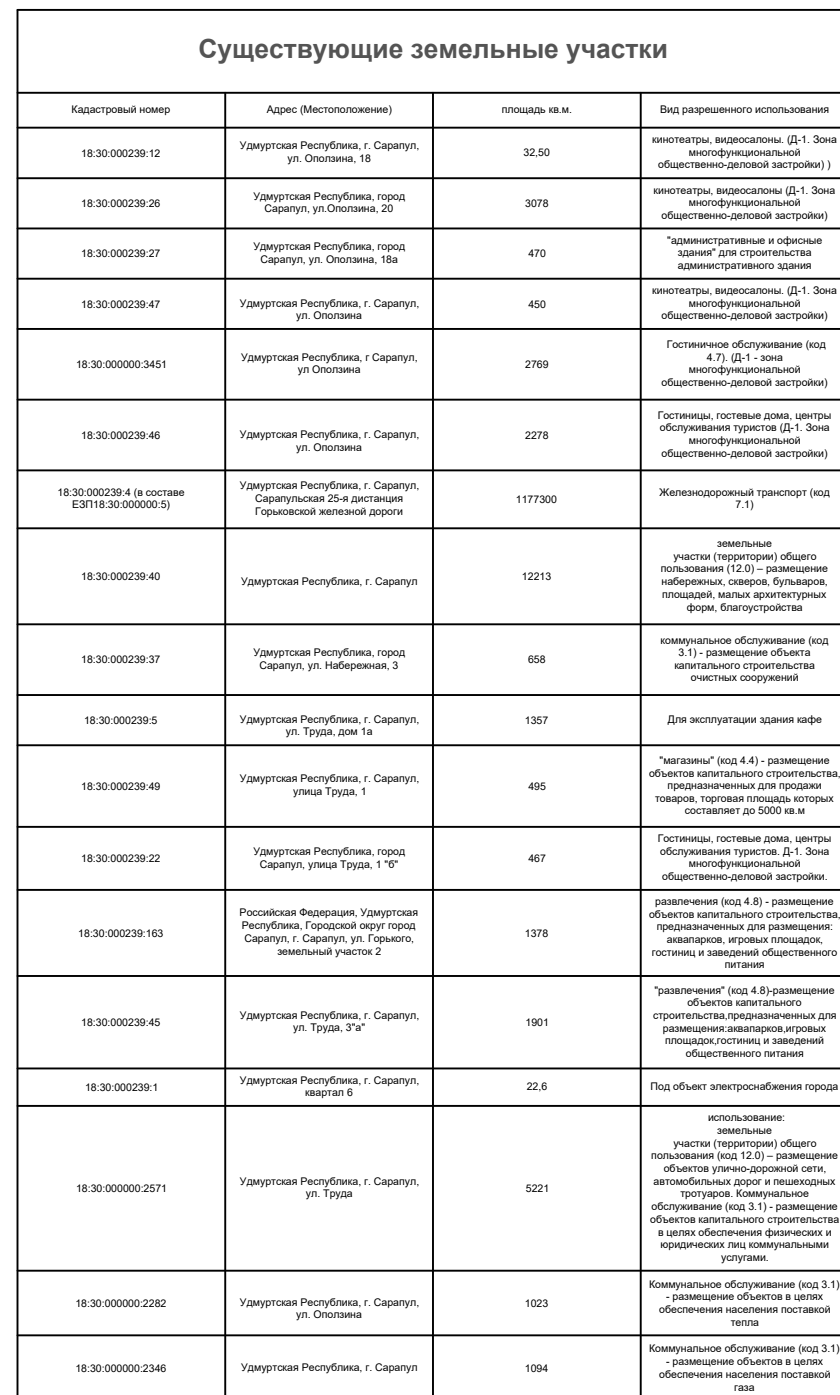 Существующие земельные участки
Кадастровый номер
Адрес (Местоположение)
площадь кв.м.
Вид разрешенного использования
18:30:000239:12
Удмуртская Республика, г. Сарапул,
ул. Оползина, 18
32,50
кинотеатры, видеосалоны. (Д-1. Зона
многофункциональной
общественно-деловой застройки) )
18:30:000239:26
Удмуртская Республика, город
Сарапул, ул.Оползина, 20
3078
кинотеатры, видеосалоны (Д-1. Зона
многофункциональной
общественно-деловой застройки)
18:30:000239:27
Удмуртская Республика, город
Сарапул, ул. Оползина, 18а
470
"административные и офисные
здания" для строительства
административного здания
18:30:000239:47
Удмуртская Республика, г. Сарапул,
ул. Оползина
450
кинотеатры, видеосалоны. (Д-1. Зона
многофункциональной
общественно-деловой застройки)
18:30:000000:3451
Удмуртская Республика, г Сарапул,
ул Оползина
2769
Гостиничное обслуживание (код
4.7). (Д-1 - зона
многофункциональной
общественно-деловой застройки)
18:30:000239:46
Удмуртская Республика, г. Сарапул,
ул. Оползина
2278
Гостиницы, гостевые дома, центры
обслуживания туристов (Д-1. Зона
многофункциональной
общественно-деловой застройки)
18:30:000239:4 (в составе
ЕЗП18:30:000000:5)
Удмуртская Республика, г. Сарапул,
Сарапульская 25-я дистанция
Горьковской железной дороги
1177300
Железнодорожный транспорт (код
7.1)
18:30:000239:40
Удмуртская Республика, г. Сарапул
12213
земельные
участки (территории) общего
пользования (12.0) – размещение
набережных, скверов, бульваров,
площадей, малых архитектурных
форм, благоустройства
18:30:000239:37
Удмуртская Республика, город
Сарапул, ул. Набережная, 3
658
коммунальное обслуживание (код
3.1) - размещение объекта
капитального строительства
очистных сооружений
18:30:000239:5
Удмуртская Республика, г. Сарапул,
ул. Труда, дом 1а
1357
Для эксплуатации здания кафе
18:30:000239:49
Удмуртская Республика, г. Сарапул,
улица Труда, 1
495
"магазины" (код 4.4) - размещение
объектов капитального строительства,
предназначенных для продажи
товаров, торговая площадь которых
составляет до 5000 кв.м
18:30:000239:22
Удмуртская Республика, город
Сарапул, улица Труда, 1 "б"
467
Гостиницы, гостевые дома, центры
обслуживания туристов. Д-1. Зона
многофункциональной
общественно-деловой застройки.
18:30:000239:163
Российская Федерация, Удмуртская
Республика, Городской округ город
Сарапул, г. Сарапул, ул. Горького,
земельный участок 2
1378
развлечения (код 4.8) - размещение
объектов капитального строительства,
предназначенных для размещения:
аквапарков, игровых площадок,
гостиниц и заведений общественного
питания
18:30:000239:45
Удмуртская Республика, г. Сарапул,
ул. Труда, 3"а"
1901
"развлечения" (код 4.8)-размещение
объектов капитального
строительства,предназначенных для
размещения:аквапарков,игровых
площадок,гостиниц и заведений
общественного питания
18:30:000239:1
Удмуртская Республика, г. Сарапул,
квартал 6
22,6
Под объект электроснабжения города
18:30:000000:2571
Удмуртская Республика, г. Сарапул,
ул. Труда
5221
использование:
земельные
участки (территории) общего
пользования (код 12.0) – размещение
объектов улично-дорожной сети,
автомобильных дорог и пешеходных
тротуаров. Коммунальное
обслуживание (код 3.1) - размещение
объектов капитального строительства
в целях обеспечения физических и
юридических лиц коммунальными
услугами.
18:30:000000:2282
Удмуртская Республика, г. Сарапул,
ул. Оползина
1023
Коммунальное обслуживание (код 3.1)
- размещение объектов в целях
обеспечения населения поставкой
тепла
18:30:000000:2346
Удмуртская Республика, г. Сарапул
1094
Коммунальное обслуживание (код 3.1)
- размещение объектов в целях
обеспечения населения поставкой
газа